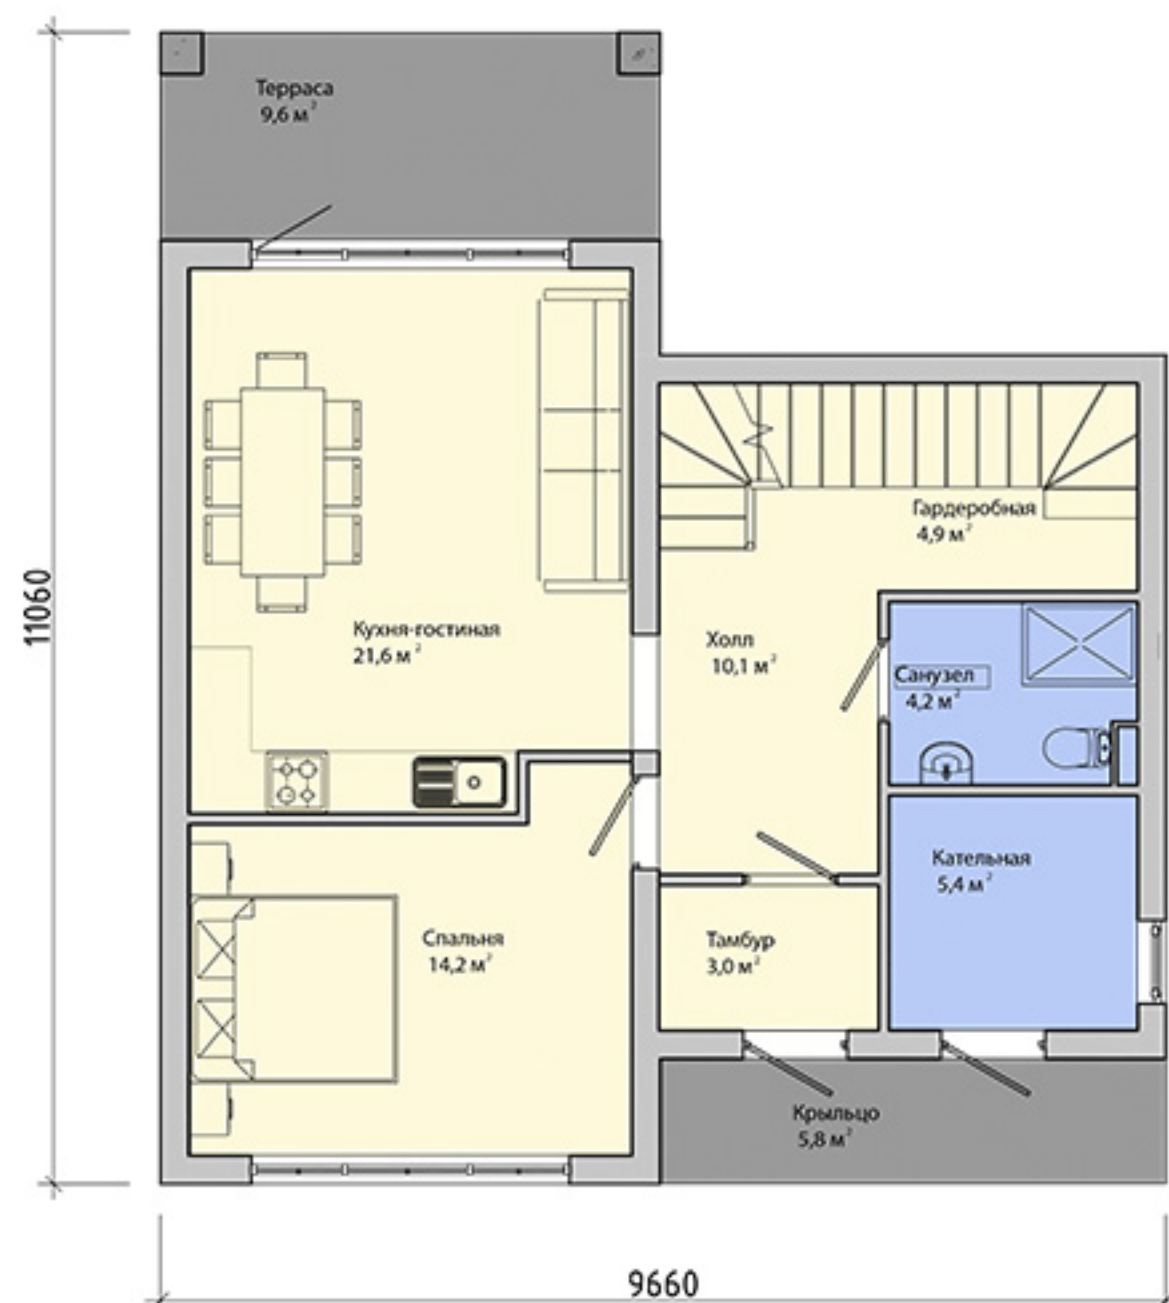 Терраса
9,6 м²
11060
Гардеробная
4,9 м²
Кухня-гостиная
21,6 м²
Холл
10,1 м²
Санузел
4,2 м²
Кательная
5,4 м²
Спальня
14,2 м²
Тамбур
3,0 м²
Крыльцо
5,8 м²
9660